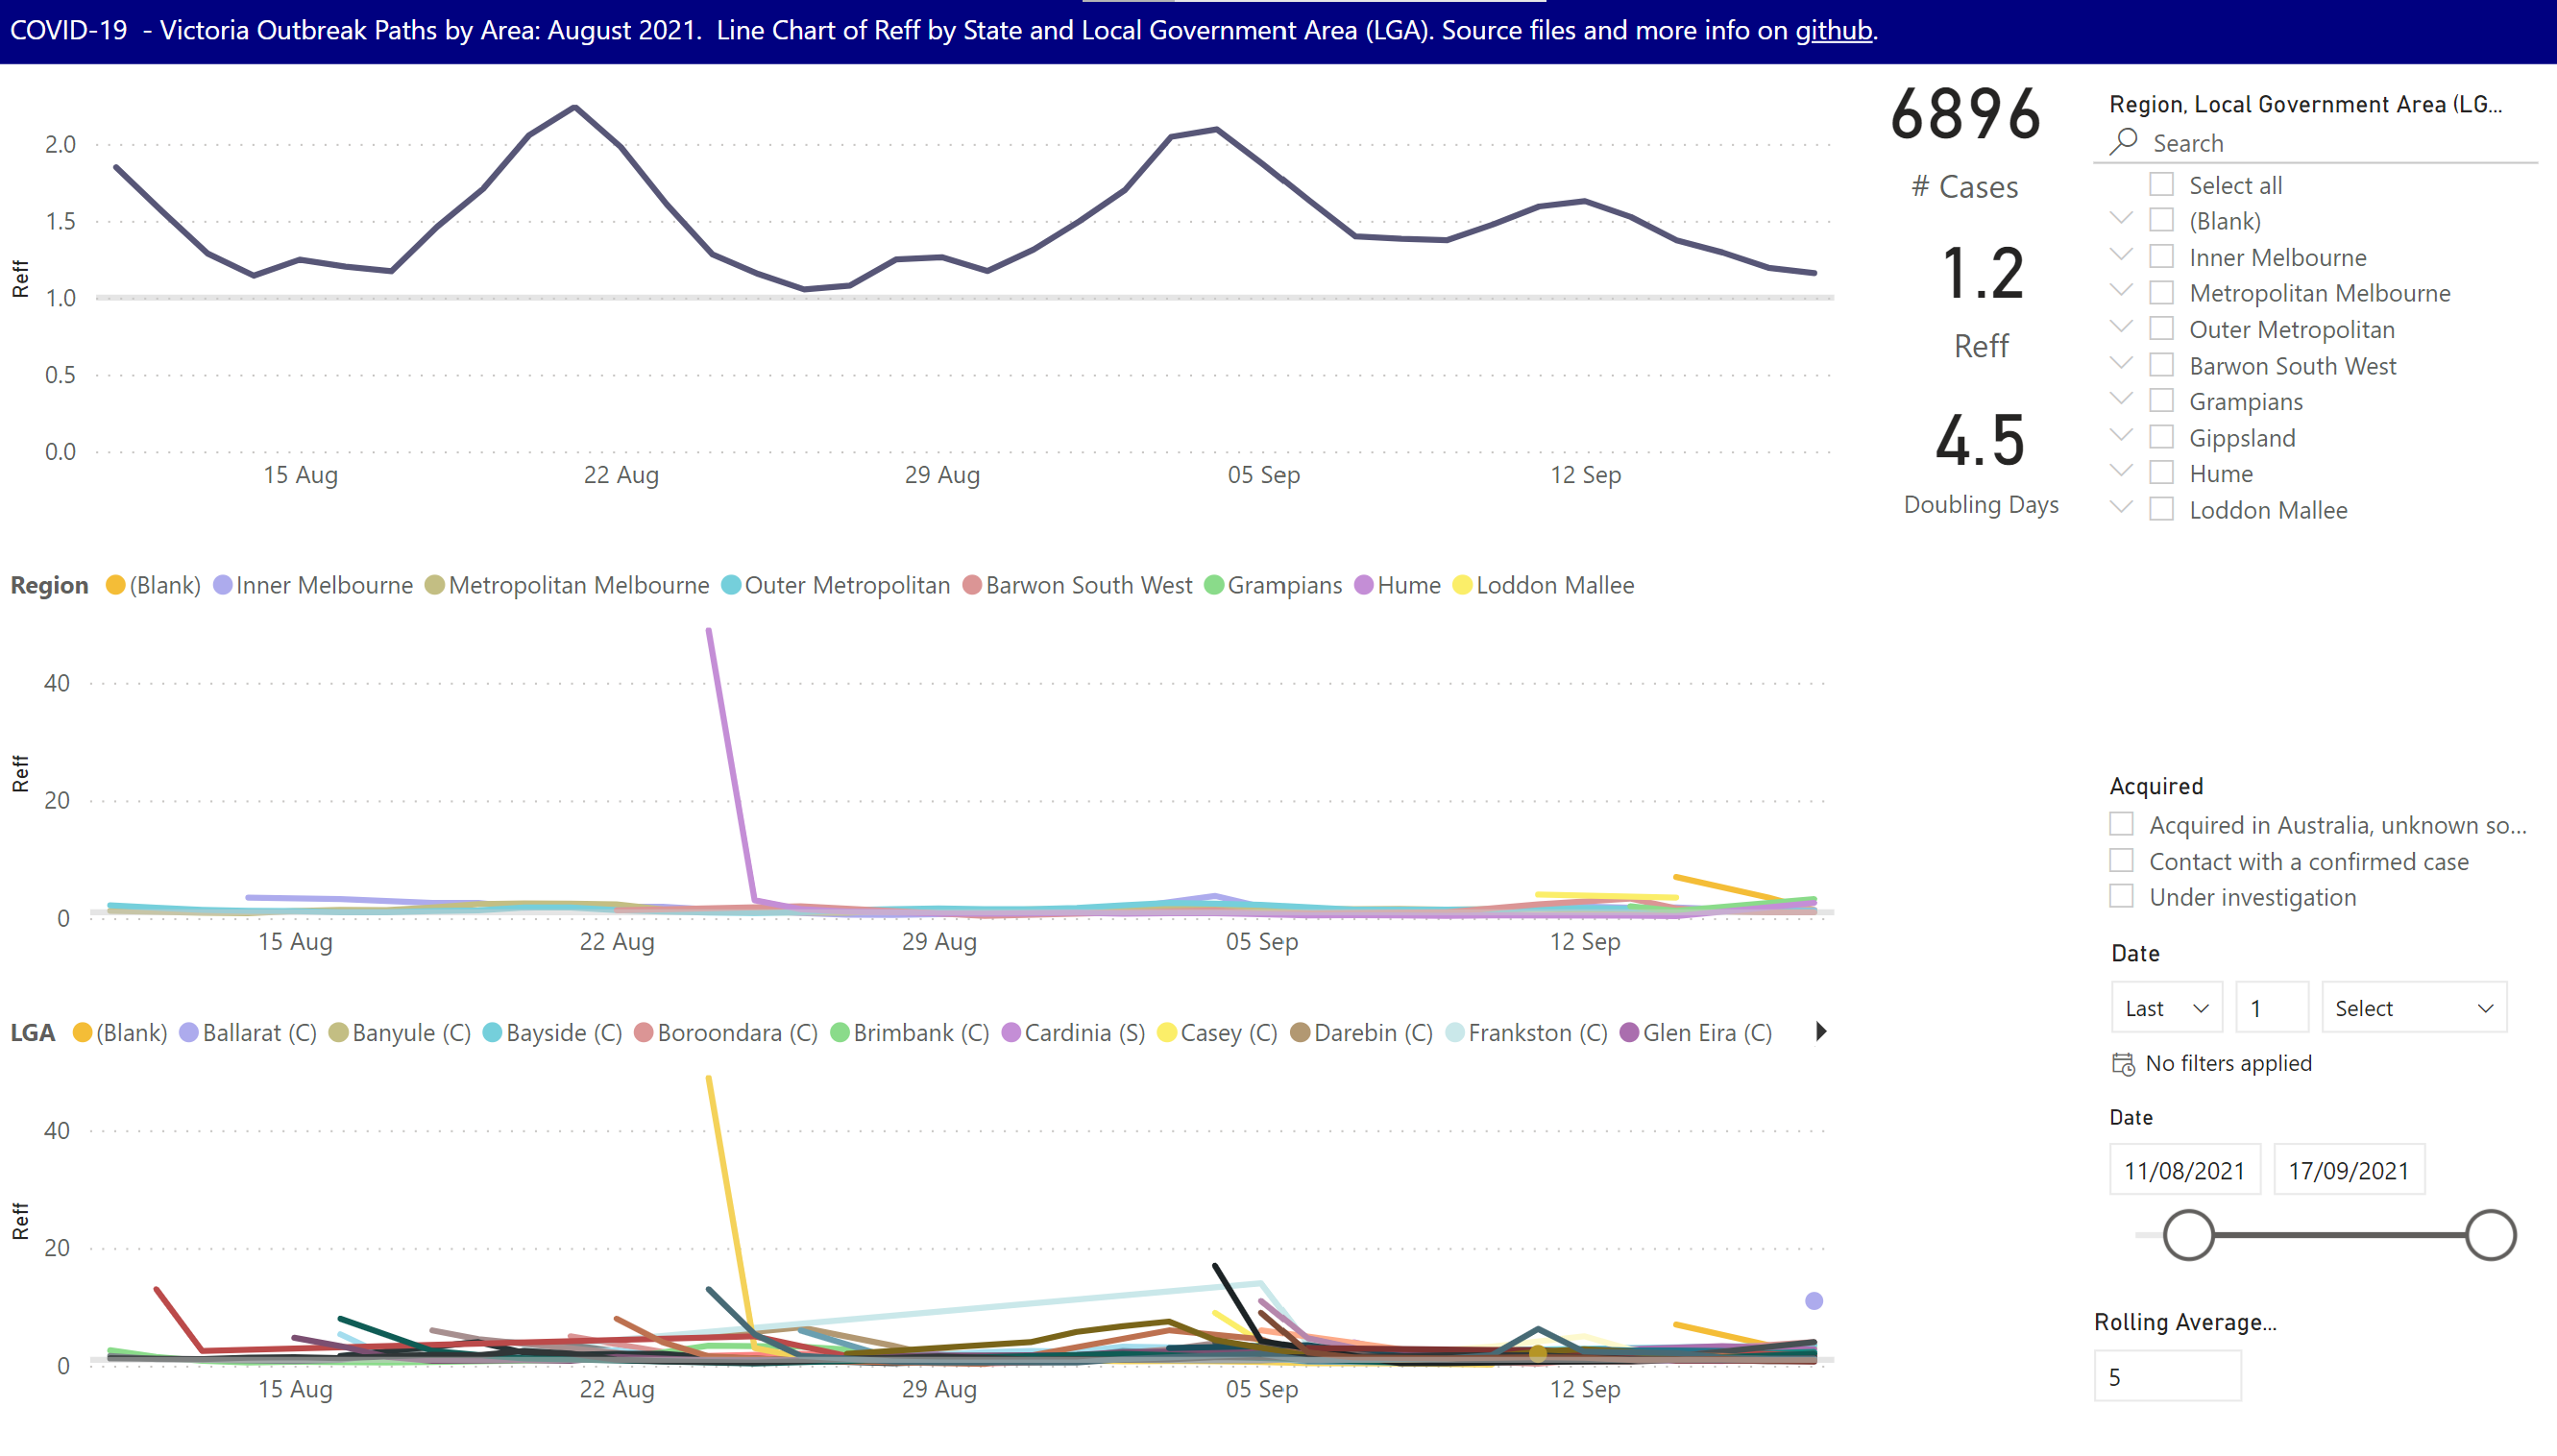 COVID-19 - Victoria Outbreak Paths by Area: August 2021. Line Chart of Reff by State and Local Government Area (LGA). Source files and more info on github.
Reff
2.0
1.5
1.0
0.5
0.0
15 Aug
22 Aug
29 Aug
05 Sep
12 Sep
6896
# Cases
1.2
Reff
4.5
Doubling Days
Region, Local Government Area (LG...
Search
Select all
(Blank)
Inner Melbourne
Metropolitan Melbourne
Outer Metropolitan
Barwon South West
Grampians
Gippsland
Hume
Loddon Mallee
Region (Blank) Inner Melbourne Metropolitan Melbourne Outer Metropolitan Barwon South West Grampians Hume Loddon Mallee
Reff
40
20
0
15 Aug
22 Aug
29 Aug
05 Sep
12 Sep
LGA (Blank) Ballarat (C) Banyule (C) Bayside (C) Boroondara (C) Brimbank (C) Cardinia (S) Casey (C) Darebin (C) Frankston (C) Glen Eira (C)
Reff
40
20
0
15 Aug
22 Aug
29 Aug
05 Sep
12 Sep
Acquired
Acquired in Australia, unknown so...
Contact with a confirmed case
Under investigation
Date
Last 1 Select
No filters applied
Date
11/08/2021 17/09/2021
Rolling Average...
5